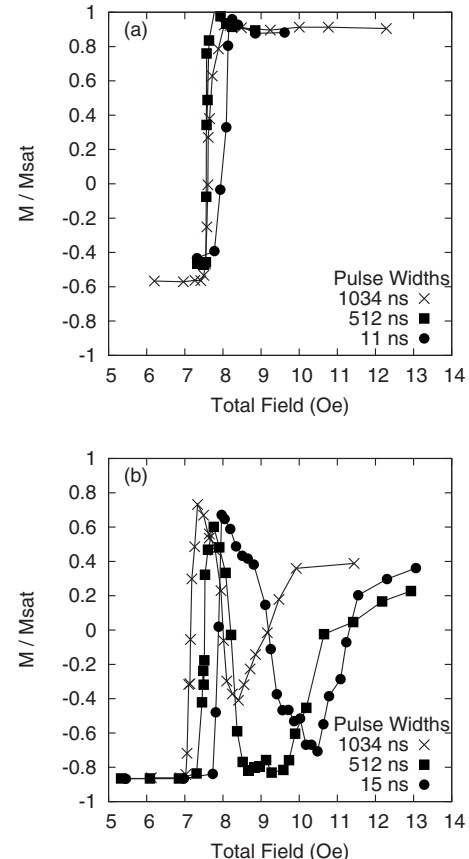 (a)
1
0.8
0.6
0.4
0.2
0
-0.2
-0.4
-0.6
-0.8
-1
M / Msat
Pulse Widths
1034 ns
512 ns
11 ns
5 6 7 8 9 10 11 12 13 14
Total Field (Oe)
(b)
1
0.8
0.6
0.4
0.2
0
-0.2
-0.4
-0.6
-0.8
-1
M / Msat
Pulse Widths
1034 ns
512 ns
15 ns
5 6 7 8 9 10 11 12 13 14
Total Field (Oe)